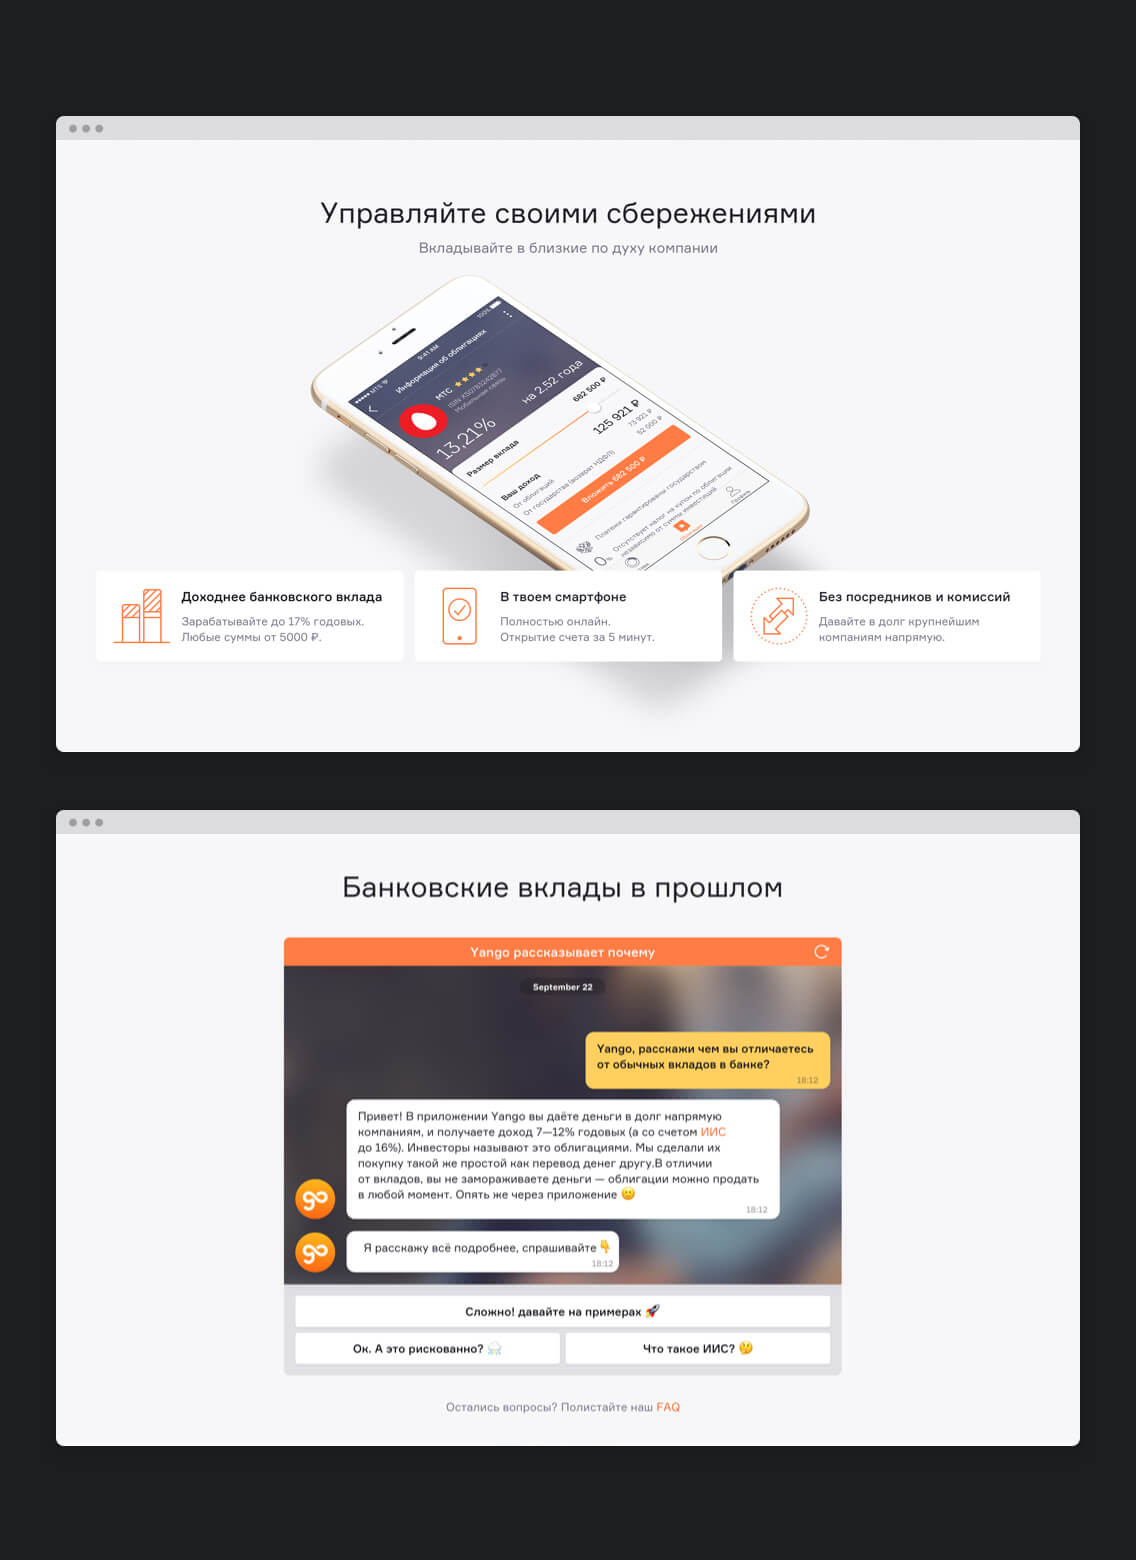 Управляйте своими сбережениями
Вкладывайте в близкие по духу компании
MTS
9:41 AM
100%
Информация об облигациях
МТС
ISIN XS0783242877
Мобильная связь
13,21%
на 2,52 года
Размер вклада
682 500 ₽
Ваш доход
125 921 ₽
От облигаций
73 921 ₽
От государства (возврат НДФЛ)
52 000 ₽
Вложить 682 500 ₽
Платежи гарантированы государством
0%
Отсутствует налог на купон по облигации
независимо от суммы инвестиций
Доходнее банковского вклада
Зарабатывайте до 17% годовых.
Любые суммы от 5000 ₽.
В твоем смартфоне
Полностью онлайн.
Открытие счета за 5 минут.
Без посредников и комиссий
Давайте в долг крупнейшим
компаниям напрямую.
Банковские вклады в прошлом
Yango рассказывает почему
September 22
Yango, расскажи чем вы отличаетесь
от обычных вкладов в банке?
18:12
Привет! В приложении Yango вы даёте деньги в долг напрямую
компаниям, и получаете доход 7—12% годовых (а со счетом ИИС
до 16%). Инвесторы называют это облигациями. Мы сделали их
покупку такой же простой как перевод денег другу.В отличии
от вкладов, вы не замораживаете деньги — облигации можно продать
в любой момент. Опять же через приложение 🙂
18:12
go
Я расскажу всё подробнее, спрашивайте 👇
18:12
go
Сложно! давайте на примерах 🚀
Ок. А это рискованно?
Что такое ИИС? 🤔
Остались вопросы? Полистайте наш FAQ